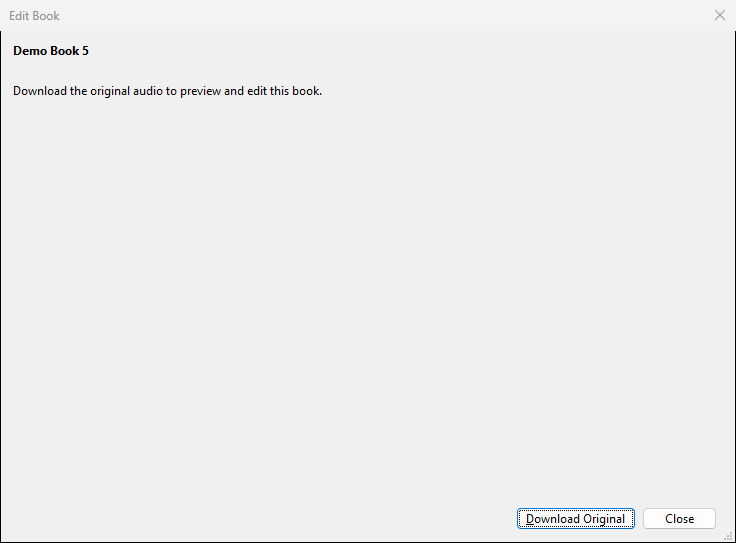 Edit Book
Demo Book 5
Download the original audio to preview and edit this book.
Download Original
Close